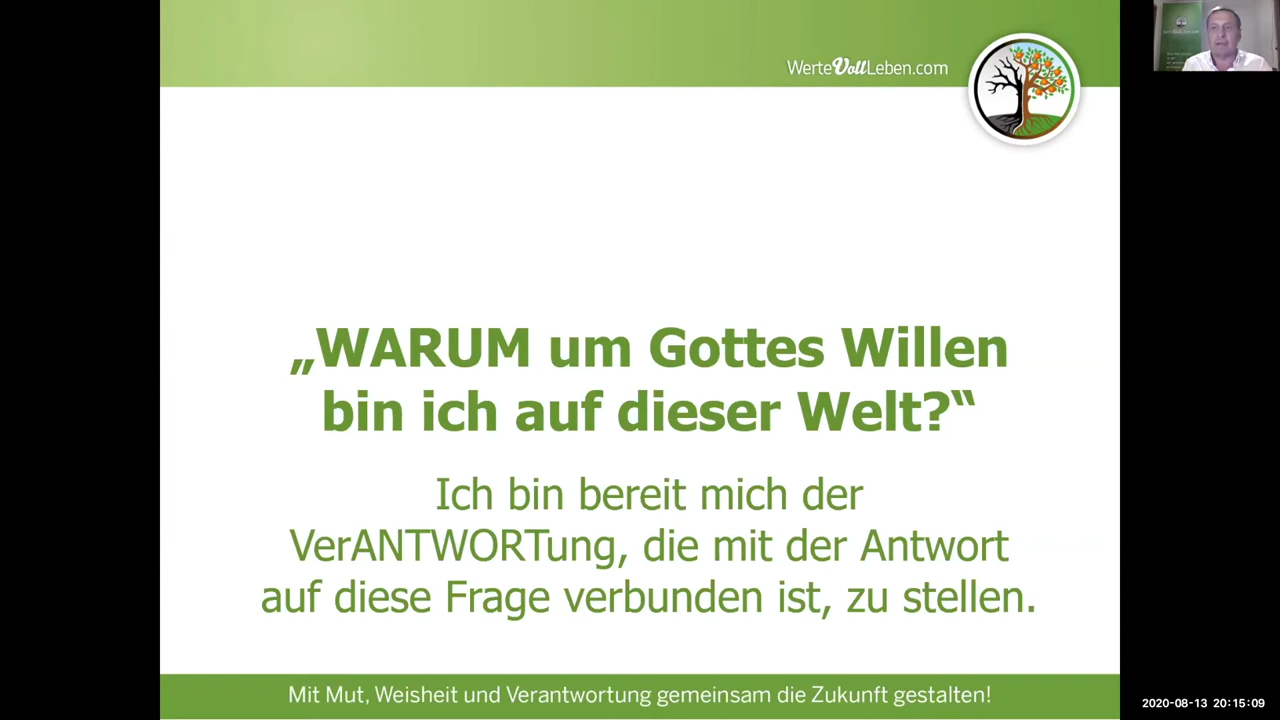 WerteVollLeben.com
„WARUM um Gottes Willen
bin ich auf dieser Welt?“
Ich bin bereit mich der
VerANTWORTung, die mit der Antwort
auf diese Frage verbunden ist, zu stellen.
Mit Mut, Weisheit und Verantwortung gemeinsam die Zukunft gestalten!
2020-08-13 20:15:09